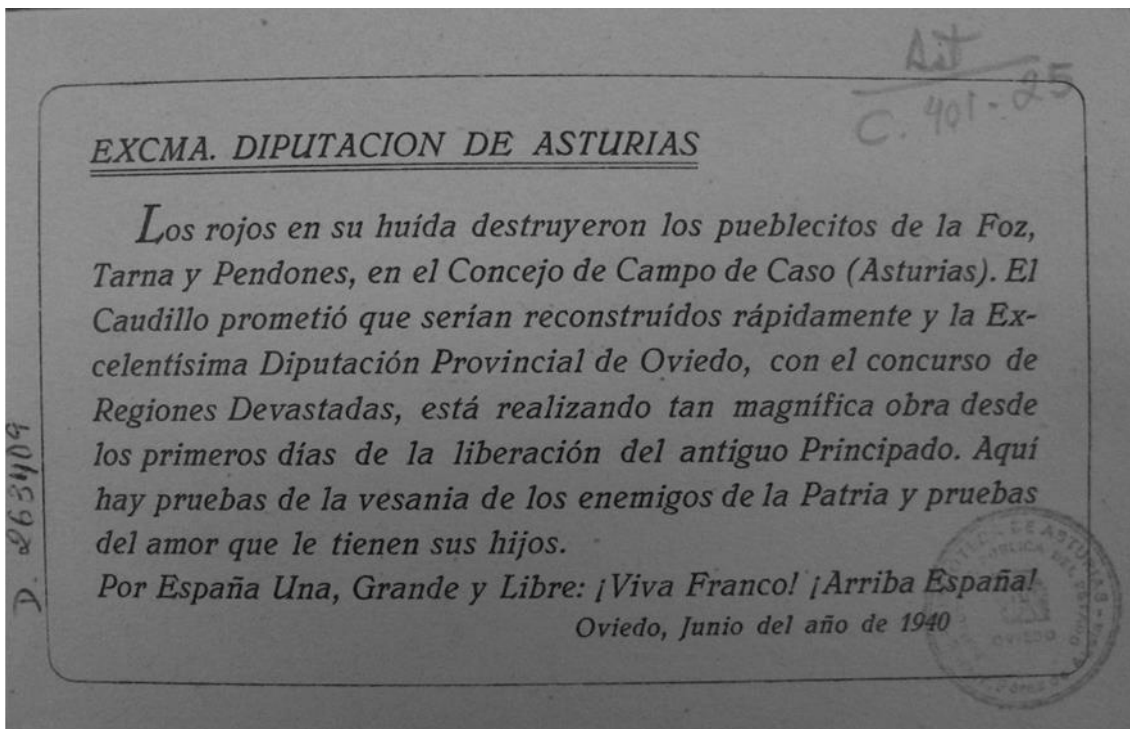 Ast
C. 401-25
EXCMA. DIPUTACION DE ASTURIAS
Los rojos en su huída destruyeron los pueblecitos de la Foz,
Tarna y Pendones, en el Concejo de Campo de Caso (Asturias). El
Caudillo prometió que serían reconstruídos rápidamente y la Ex-
celentísima Diputación Provincial de Oviedo, con el concurso de
Regiones Devastadas, está realizando tan magnífica obra desde
los primeros días de la liberación del antiguo Principado. Aquí
hay pruebas de la vesania de los enemigos de la Patria y pruebas
del amor que le tienen sus hijos.
Por España Una, Grande y Libre: ¡Viva Franco! ¡Arriba España!
Oviedo, Junio del año de 1940
D. 263409
DE ASTURIAS
OVIEDO